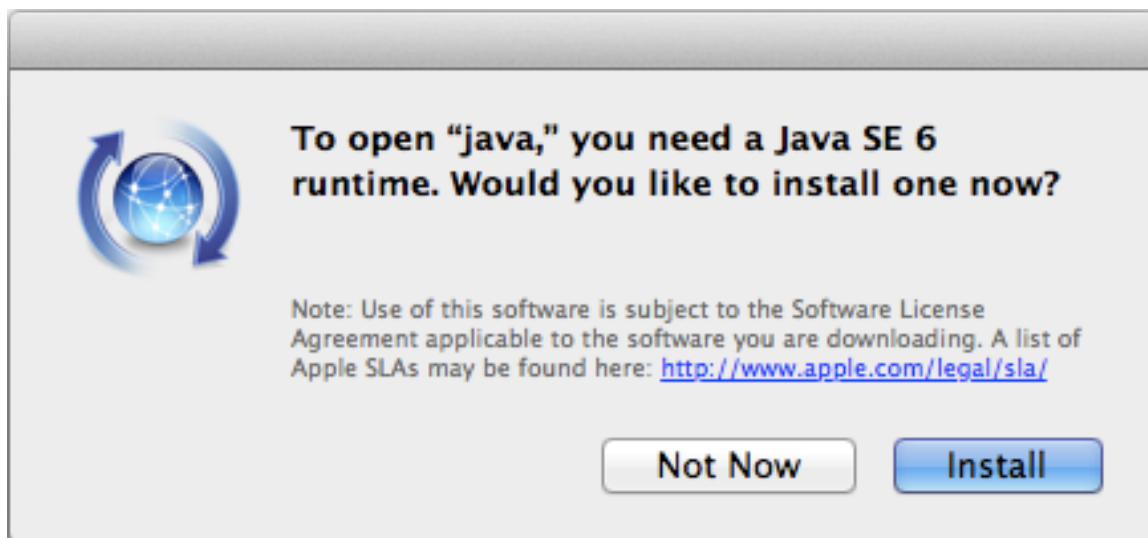 To open “java,” you need a Java SE 6
runtime. Would you like to install one now?
Note: Use of this software is subject to the Software License
Agreement applicable to the software you are downloading. A list of
Apple SLAs may be found here: http://www.apple.com/legal/sla/
Not Now
Install